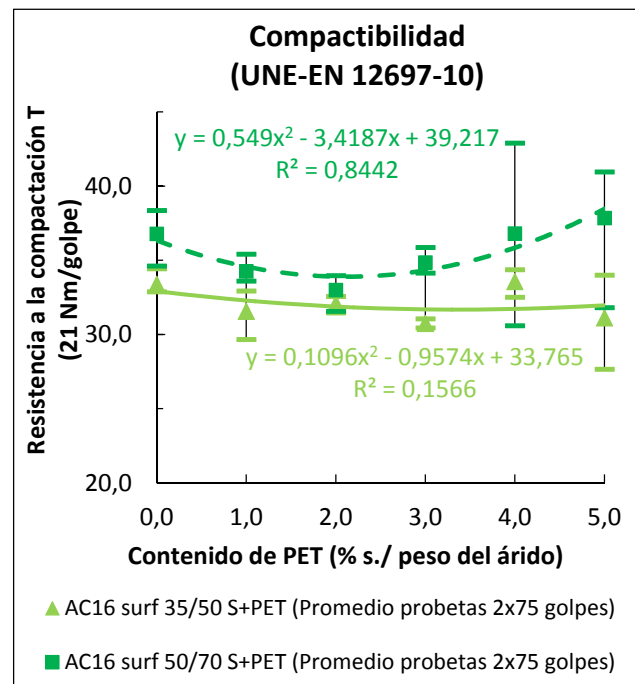 Compactibilidad
(UNE-EN 12697-10)
y = 0,549x² - 3,4187x + 39,217
R² = 0,8442
Resistencia a la compactación T
(21 Nm/golpe)
40,0
30,0
20,0
y = 0,1096x² - 0,9574x + 33,765
R² = 0,1566
0,0 1,0 2,0 3,0 4,0 5,0
Contenido de PET (% s./ peso del árido)
AC16 surf 35/50 S+PET (Promedio probetas 2x75 golpes)
AC16 surf 50/70 S+PET (Promedio probetas 2x75 golpes)